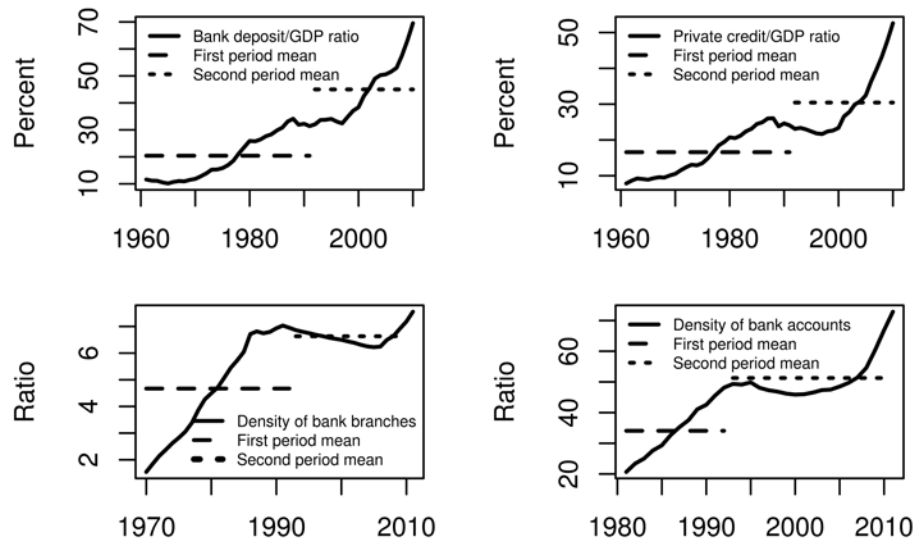 Percent
50
30
10
Bank deposit/GDP ratio
First period mean
Second period mean
1960
1980
2000
Percent
50
30
10
Private credit/GDP ratio
First period mean
Second period mean
1960
1980
2000
Ratio
6
4
2
Density of bank branches
First period mean
Second period mean
1970
1990
2010
Ratio
60
40
20
Density of bank accounts
First period mean
Second period mean
1980
1990
2000
2010